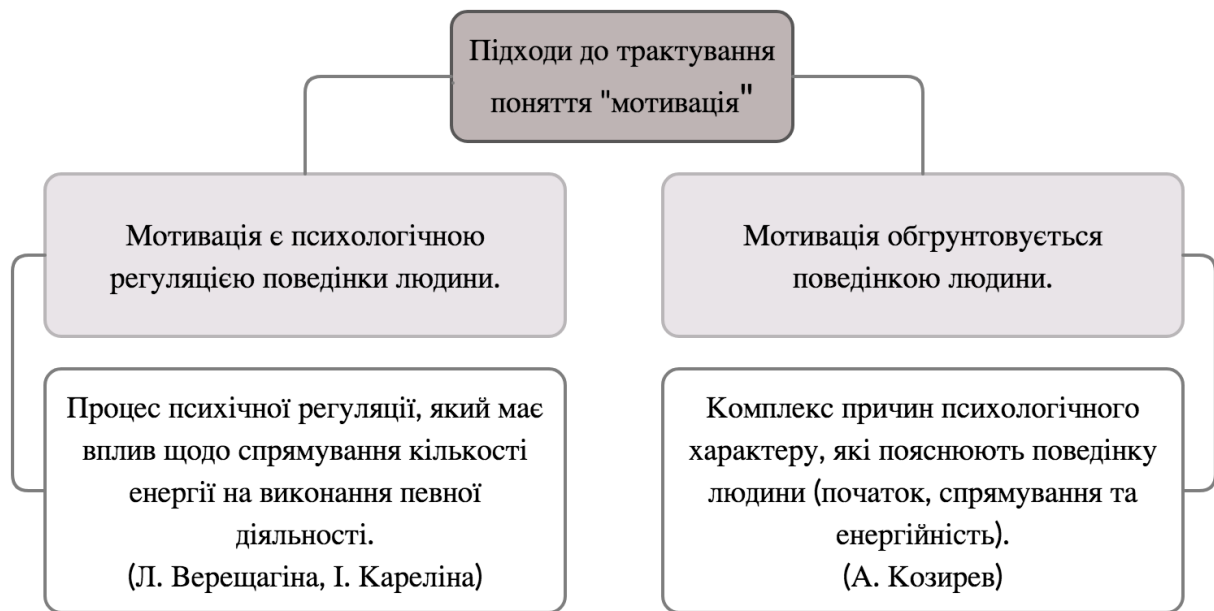 Підходи до трактування
поняття "мотивація"
Мотивація є психологічною
регуляцією поведінки людини.
Процес психічної регуляції, який має
вплив щодо спрямування кількості
енергії на виконання певної
діяльності.
(Л. Верещагіна, І. Кареліна)
Мотивація обгрунтовується
поведінкою людини.
Комплекс причин психологічного
характеру, які пояснюють поведінку
людини (початок, спрямування та
енергійність).
(А. Козирев)